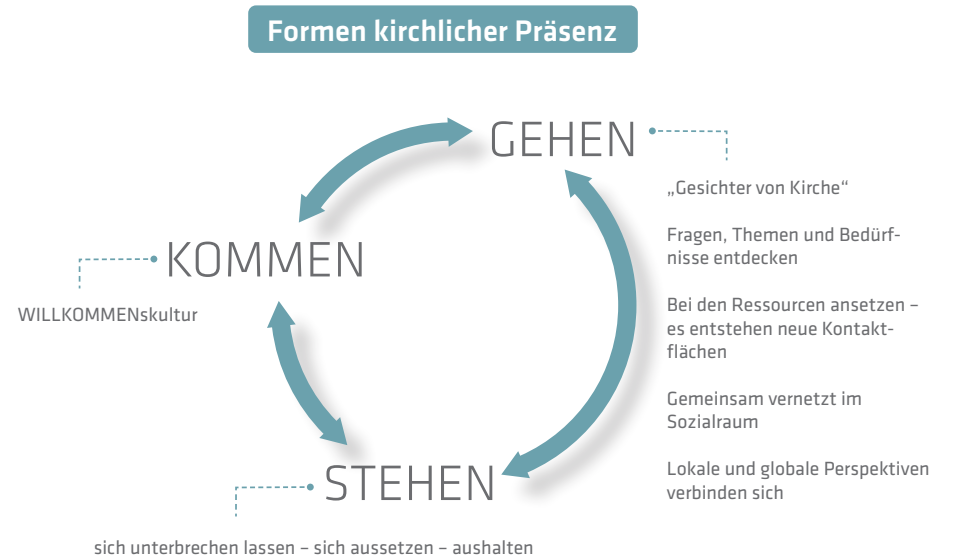 Formen kirchlicher Präsenz
GEHEN
„Gesichter von Kirche“
Fragen, Themen und Bedürf-
nisse entdecken
Bei den Ressourcen ansetzen –
es entstehen neue Kontakt-
flächen
Gemeinsam vernetzt im
Sozialraum
Lokale und globale Perspektiven
verbinden sich
KOMMEN
WILLKOMMENskultur
STEHEN
sich unterbrechen lassen – sich aussetzen – aushalten